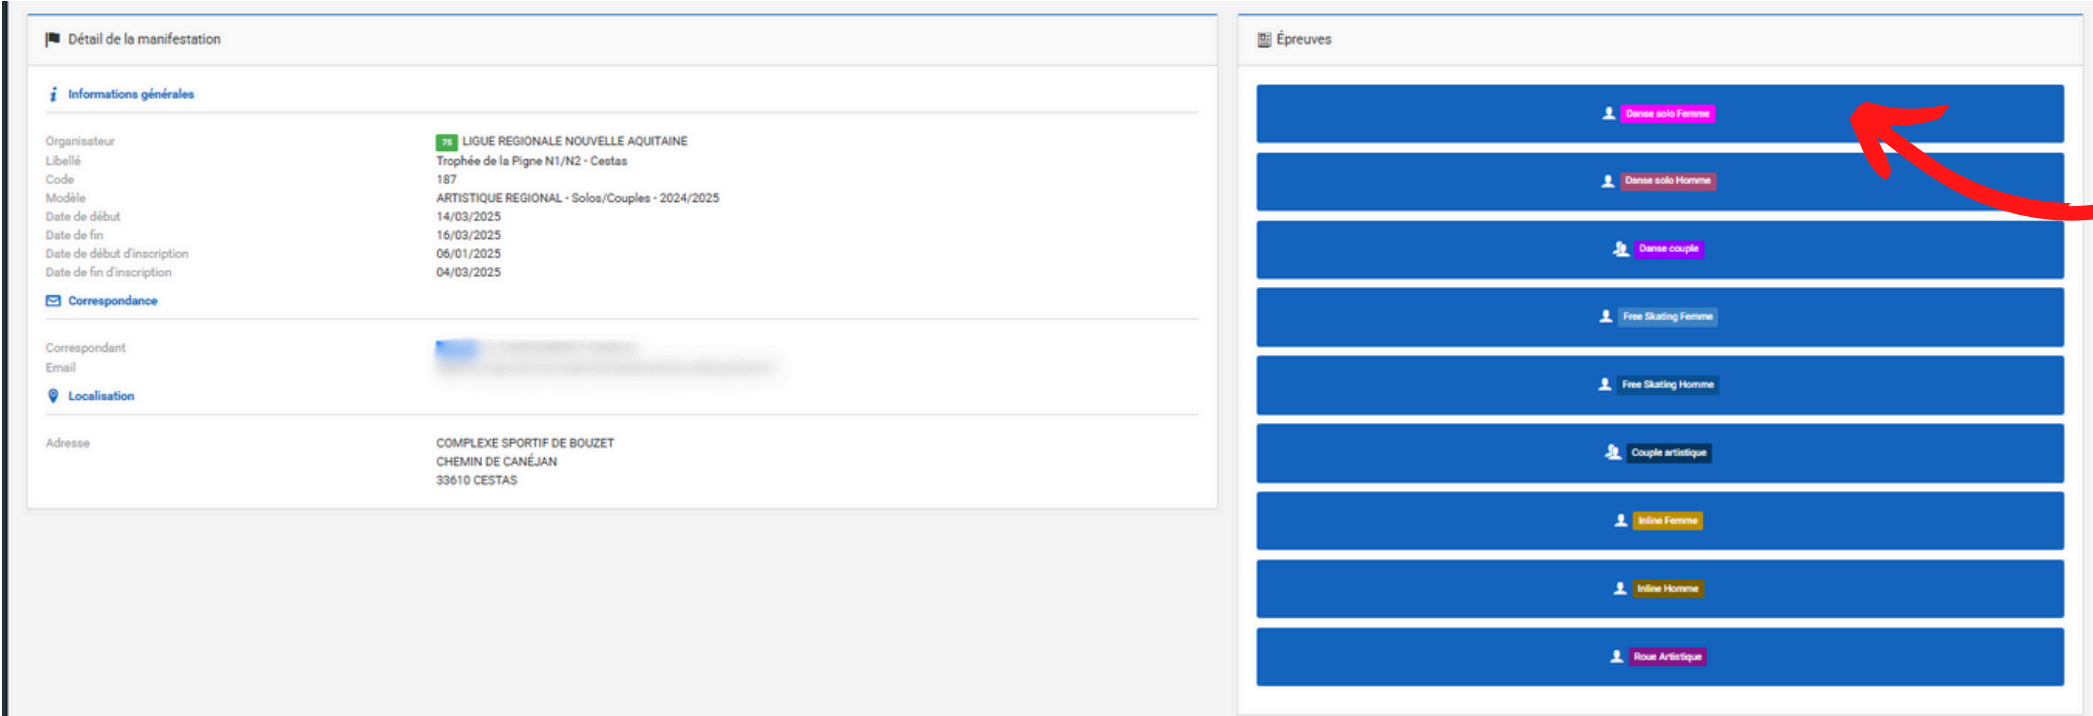 Détail de la manifestation
Informations générales
Organisateur 75 LIGUE REGIONALE NOUVELLE AQUITAINE
Libellé Trophée de la Pigne N1/N2 - Cestas
Code 187
Modèle ARTISTIQUE REGIONAL - Solos/Couples - 2024/2025
Date de début 14/03/2025
Date de fin 16/03/2025
Date de début d'inscription 06/01/2025
Date de fin d'inscription 04/03/2025
Correspondance
Correspondant
Email
Localisation
Adresse COMPLEXE SPORTIF DE BOUZET
CHEMIN DE CANÉJAN
33610 CESTAS
Épreuves
Danse solo Femme
Danse solo Homme
Danse couple
Free Skating Femme
Free Skating Homme
Couple artistique
Inline Femme
Inline Homme
Roue Artistique